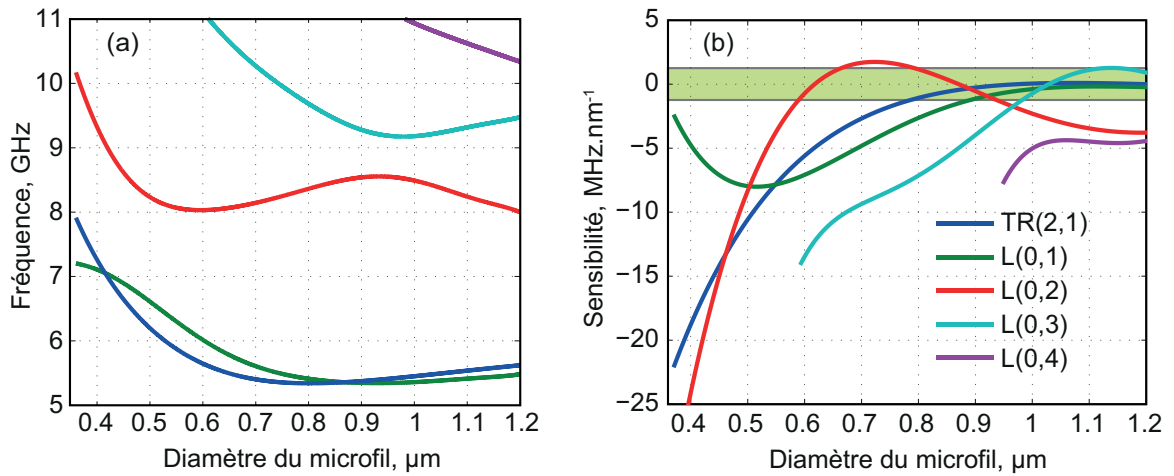 (a)
Fréquence, GHz
11
10
9
8
7
6
5
0.4 0.5 0.6 0.7 0.8 0.9 1 1.1 1.2
Diamètre du microfil, µm
(b)
Sensibilité, MHz.nm⁻¹
5
0
−5
−10
−15
−20
−25
TR(2,1)
L(0,1)
L(0,2)
L(0,3)
L(0,4)
0.4 0.5 0.6 0.7 0.8 0.9 1 1.1 1.2
Diamètre du microfil, µm